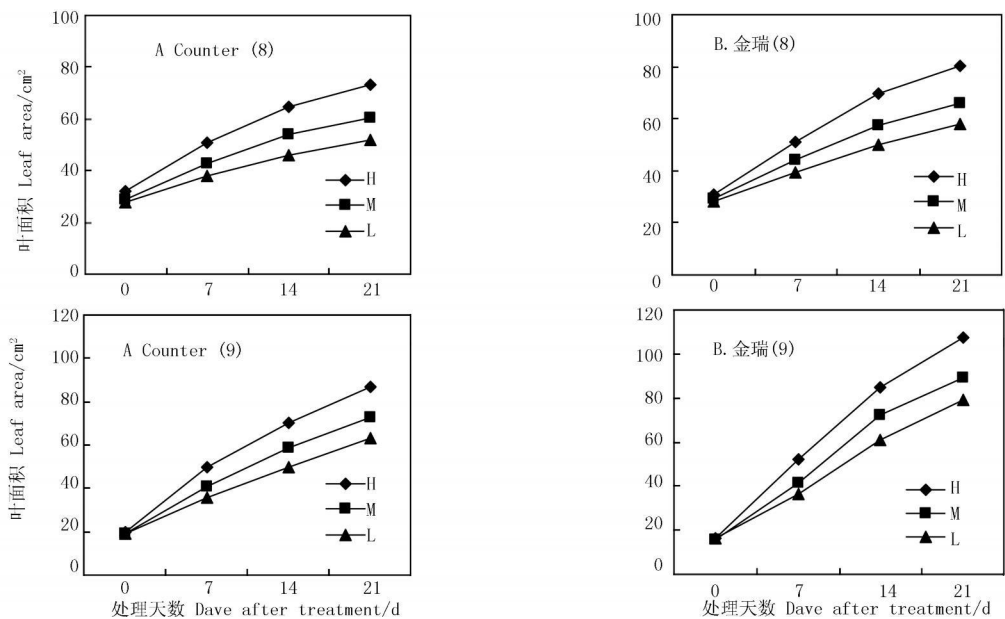 100
80
60
40
20
0
叶面积 Leaf area/cm²
A Counter (8)
H
M
L
0 7 14 21
100
80
60
40
20
0
B.金瑞(8)
H
M
L
0 7 14 21
120
100
80
60
40
20
0
叶面积 Leaf area/cm²
A Counter (9)
H
M
L
0 7 14 21
处理天数 Dave after treatment/d
120
100
80
60
40
20
0
B.金瑞(9)
H
M
L
0 7 14 21
处理天数 Dave after treatment/d